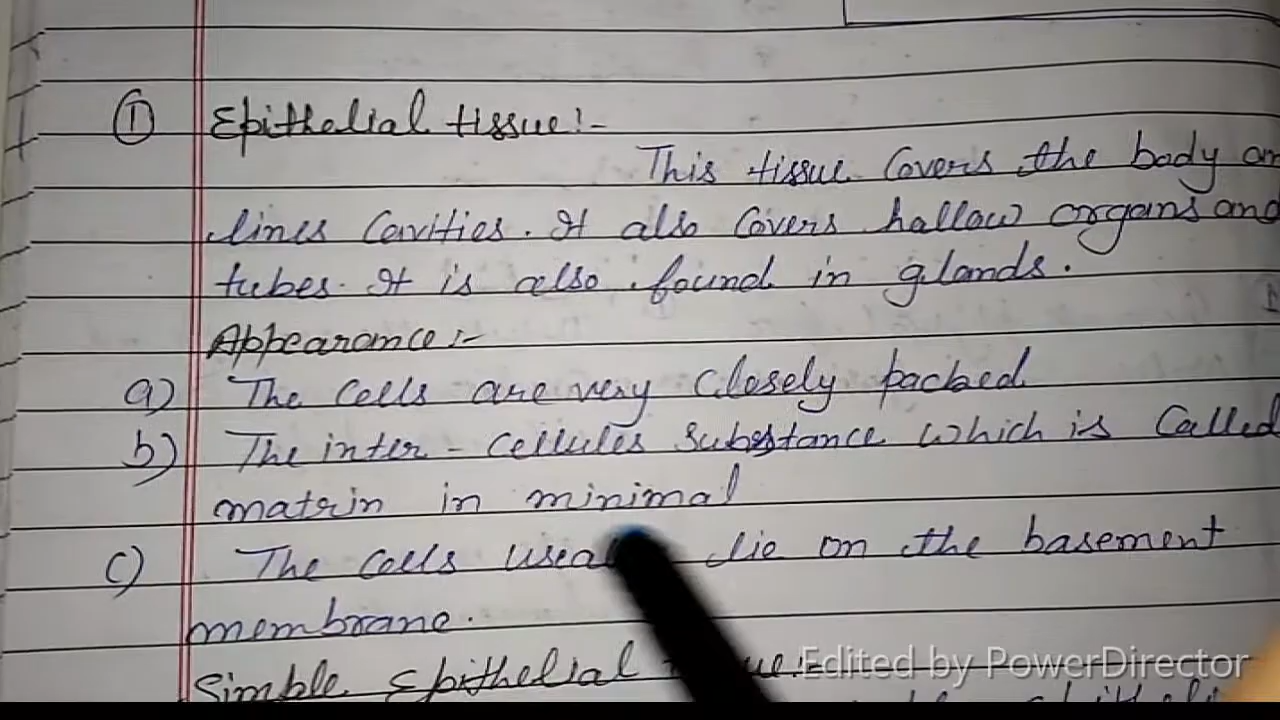 ① Epithelial tissue:-
This tissue Covers the body an
lines Cavities. It also Covers hallow organs and
tubes. It is also found in glands.
Appearance:-
a) The Cells are very Closely packed
b) The inter-cellules Substance which is Called
matrin in minimal
c) The Cells lie on the basement
membrane.
Simple Epithelial
Edited by PowerDirector